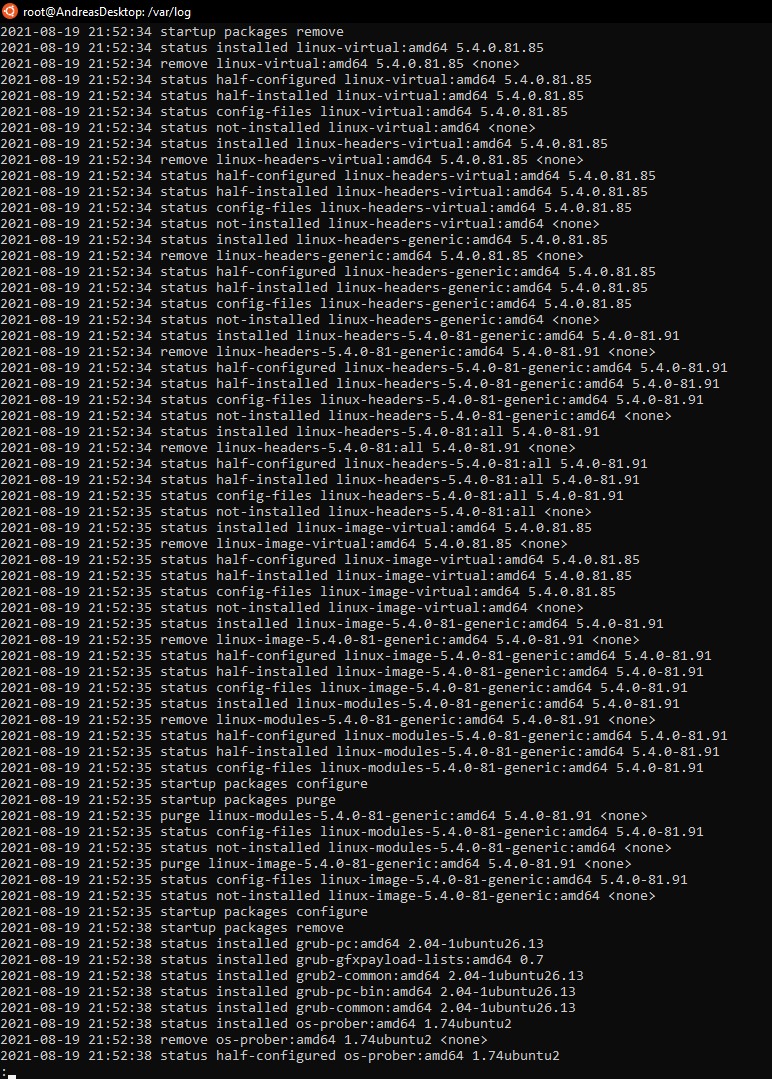 root@AndreasDesktop: /var/log
2021-08-19 21:52:34 startup packages remove
2021-08-19 21:52:34 status installed linux-virtual:amd64 5.4.0.81.85
2021-08-19 21:52:34 remove linux-virtual:amd64 5.4.0.81.85 <none>
2021-08-19 21:52:34 status half-configured linux-virtual:amd64 5.4.0.81.85
2021-08-19 21:52:34 status half-installed linux-virtual:amd64 5.4.0.81.85
2021-08-19 21:52:34 status config-files linux-virtual:amd64 5.4.0.81.85
2021-08-19 21:52:34 status not-installed linux-virtual:amd64 <none>
2021-08-19 21:52:34 status installed linux-headers-virtual:amd64 5.4.0.81.85
2021-08-19 21:52:34 remove linux-headers-virtual:amd64 5.4.0.81.85 <none>
2021-08-19 21:52:34 status half-configured linux-headers-virtual:amd64 5.4.0.81.85
2021-08-19 21:52:34 status half-installed linux-headers-virtual:amd64 5.4.0.81.85
2021-08-19 21:52:34 status config-files linux-headers-virtual:amd64 5.4.0.81.85
2021-08-19 21:52:34 status not-installed linux-headers-virtual:amd64 <none>
2021-08-19 21:52:34 status installed linux-headers-generic:amd64 5.4.0.81.85
2021-08-19 21:52:34 remove linux-headers-generic:amd64 5.4.0.81.85 <none>
2021-08-19 21:52:34 status half-configured linux-headers-generic:amd64 5.4.0.81.85
2021-08-19 21:52:34 status half-installed linux-headers-generic:amd64 5.4.0.81.85
2021-08-19 21:52:34 status config-files linux-headers-generic:amd64 5.4.0.81.85
2021-08-19 21:52:34 status not-installed linux-headers-generic:amd64 <none>
2021-08-19 21:52:34 status installed linux-headers-5.4.0-81-generic:amd64 5.4.0-81.91
2021-08-19 21:52:34 remove linux-headers-5.4.0-81-generic:amd64 5.4.0-81.91 <none>
2021-08-19 21:52:34 status half-configured linux-headers-5.4.0-81-generic:amd64 5.4.0-81.91
2021-08-19 21:52:34 status half-installed linux-headers-5.4.0-81-generic:amd64 5.4.0-81.91
2021-08-19 21:52:34 status config-files linux-headers-5.4.0-81-generic:amd64 5.4.0-81.91
2021-08-19 21:52:34 status not-installed linux-headers-5.4.0-81-generic:amd64 <none>
2021-08-19 21:52:34 status installed linux-headers-5.4.0-81:all 5.4.0-81.91
2021-08-19 21:52:34 remove linux-headers-5.4.0-81:all 5.4.0-81.91 <none>
2021-08-19 21:52:34 status half-configured linux-headers-5.4.0-81:all 5.4.0-81.91
2021-08-19 21:52:34 status half-installed linux-headers-5.4.0-81:all 5.4.0-81.91
2021-08-19 21:52:35 status config-files linux-headers-5.4.0-81:all 5.4.0-81.91
2021-08-19 21:52:35 status not-installed linux-headers-5.4.0-81:all <none>
2021-08-19 21:52:35 status installed linux-image-virtual:amd64 5.4.0.81.85
2021-08-19 21:52:35 remove linux-image-virtual:amd64 5.4.0.81.85 <none>
2021-08-19 21:52:35 status half-configured linux-image-virtual:amd64 5.4.0.81.85
2021-08-19 21:52:35 status half-installed linux-image-virtual:amd64 5.4.0.81.85
2021-08-19 21:52:35 status config-files linux-image-virtual:amd64 5.4.0.81.85
2021-08-19 21:52:35 status not-installed linux-image-virtual:amd64 <none>
2021-08-19 21:52:35 status installed linux-image-5.4.0-81-generic:amd64 5.4.0-81.91
2021-08-19 21:52:35 remove linux-image-5.4.0-81-generic:amd64 5.4.0-81.91 <none>
2021-08-19 21:52:35 status half-configured linux-image-5.4.0-81-generic:amd64 5.4.0-81.91
2021-08-19 21:52:35 status half-installed linux-image-5.4.0-81-generic:amd64 5.4.0-81.91
2021-08-19 21:52:35 status config-files linux-image-5.4.0-81-generic:amd64 5.4.0-81.91
2021-08-19 21:52:35 status installed linux-modules-5.4.0-81-generic:amd64 5.4.0-81.91
2021-08-19 21:52:35 remove linux-modules-5.4.0-81-generic:amd64 5.4.0-81.91 <none>
2021-08-19 21:52:35 status half-configured linux-modules-5.4.0-81-generic:amd64 5.4.0-81.91
2021-08-19 21:52:35 status half-installed linux-modules-5.4.0-81-generic:amd64 5.4.0-81.91
2021-08-19 21:52:35 status config-files linux-modules-5.4.0-81-generic:amd64 5.4.0-81.91
2021-08-19 21:52:35 startup packages configure
2021-08-19 21:52:35 startup packages purge
2021-08-19 21:52:35 purge linux-modules-5.4.0-81-generic:amd64 5.4.0-81.91 <none>
2021-08-19 21:52:35 status config-files linux-modules-5.4.0-81-generic:amd64 5.4.0-81.91
2021-08-19 21:52:35 status not-installed linux-modules-5.4.0-81-generic:amd64 <none>
2021-08-19 21:52:35 purge linux-image-5.4.0-81-generic:amd64 5.4.0-81.91 <none>
2021-08-19 21:52:35 status config-files linux-image-5.4.0-81-generic:amd64 5.4.0-81.91
2021-08-19 21:52:35 status not-installed linux-image-5.4.0-81-generic:amd64 <none>
2021-08-19 21:52:35 startup packages configure
2021-08-19 21:52:38 startup packages remove
2021-08-19 21:52:38 status installed grub-pc:amd64 2.04-1ubuntu26.13
2021-08-19 21:52:38 status installed grub-gfxpayload-lists:amd64 0.7
2021-08-19 21:52:38 status installed grub2-common:amd64 2.04-1ubuntu26.13
2021-08-19 21:52:38 status installed grub-pc-bin:amd64 2.04-1ubuntu26.13
2021-08-19 21:52:38 status installed grub-common:amd64 2.04-1ubuntu26.13
2021-08-19 21:52:38 status installed os-prober:amd64 1.74ubuntu2
2021-08-19 21:52:38 remove os-prober:amd64 1.74ubuntu2 <none>
2021-08-19 21:52:38 status half-configured os-prober:amd64 1.74ubuntu2
: